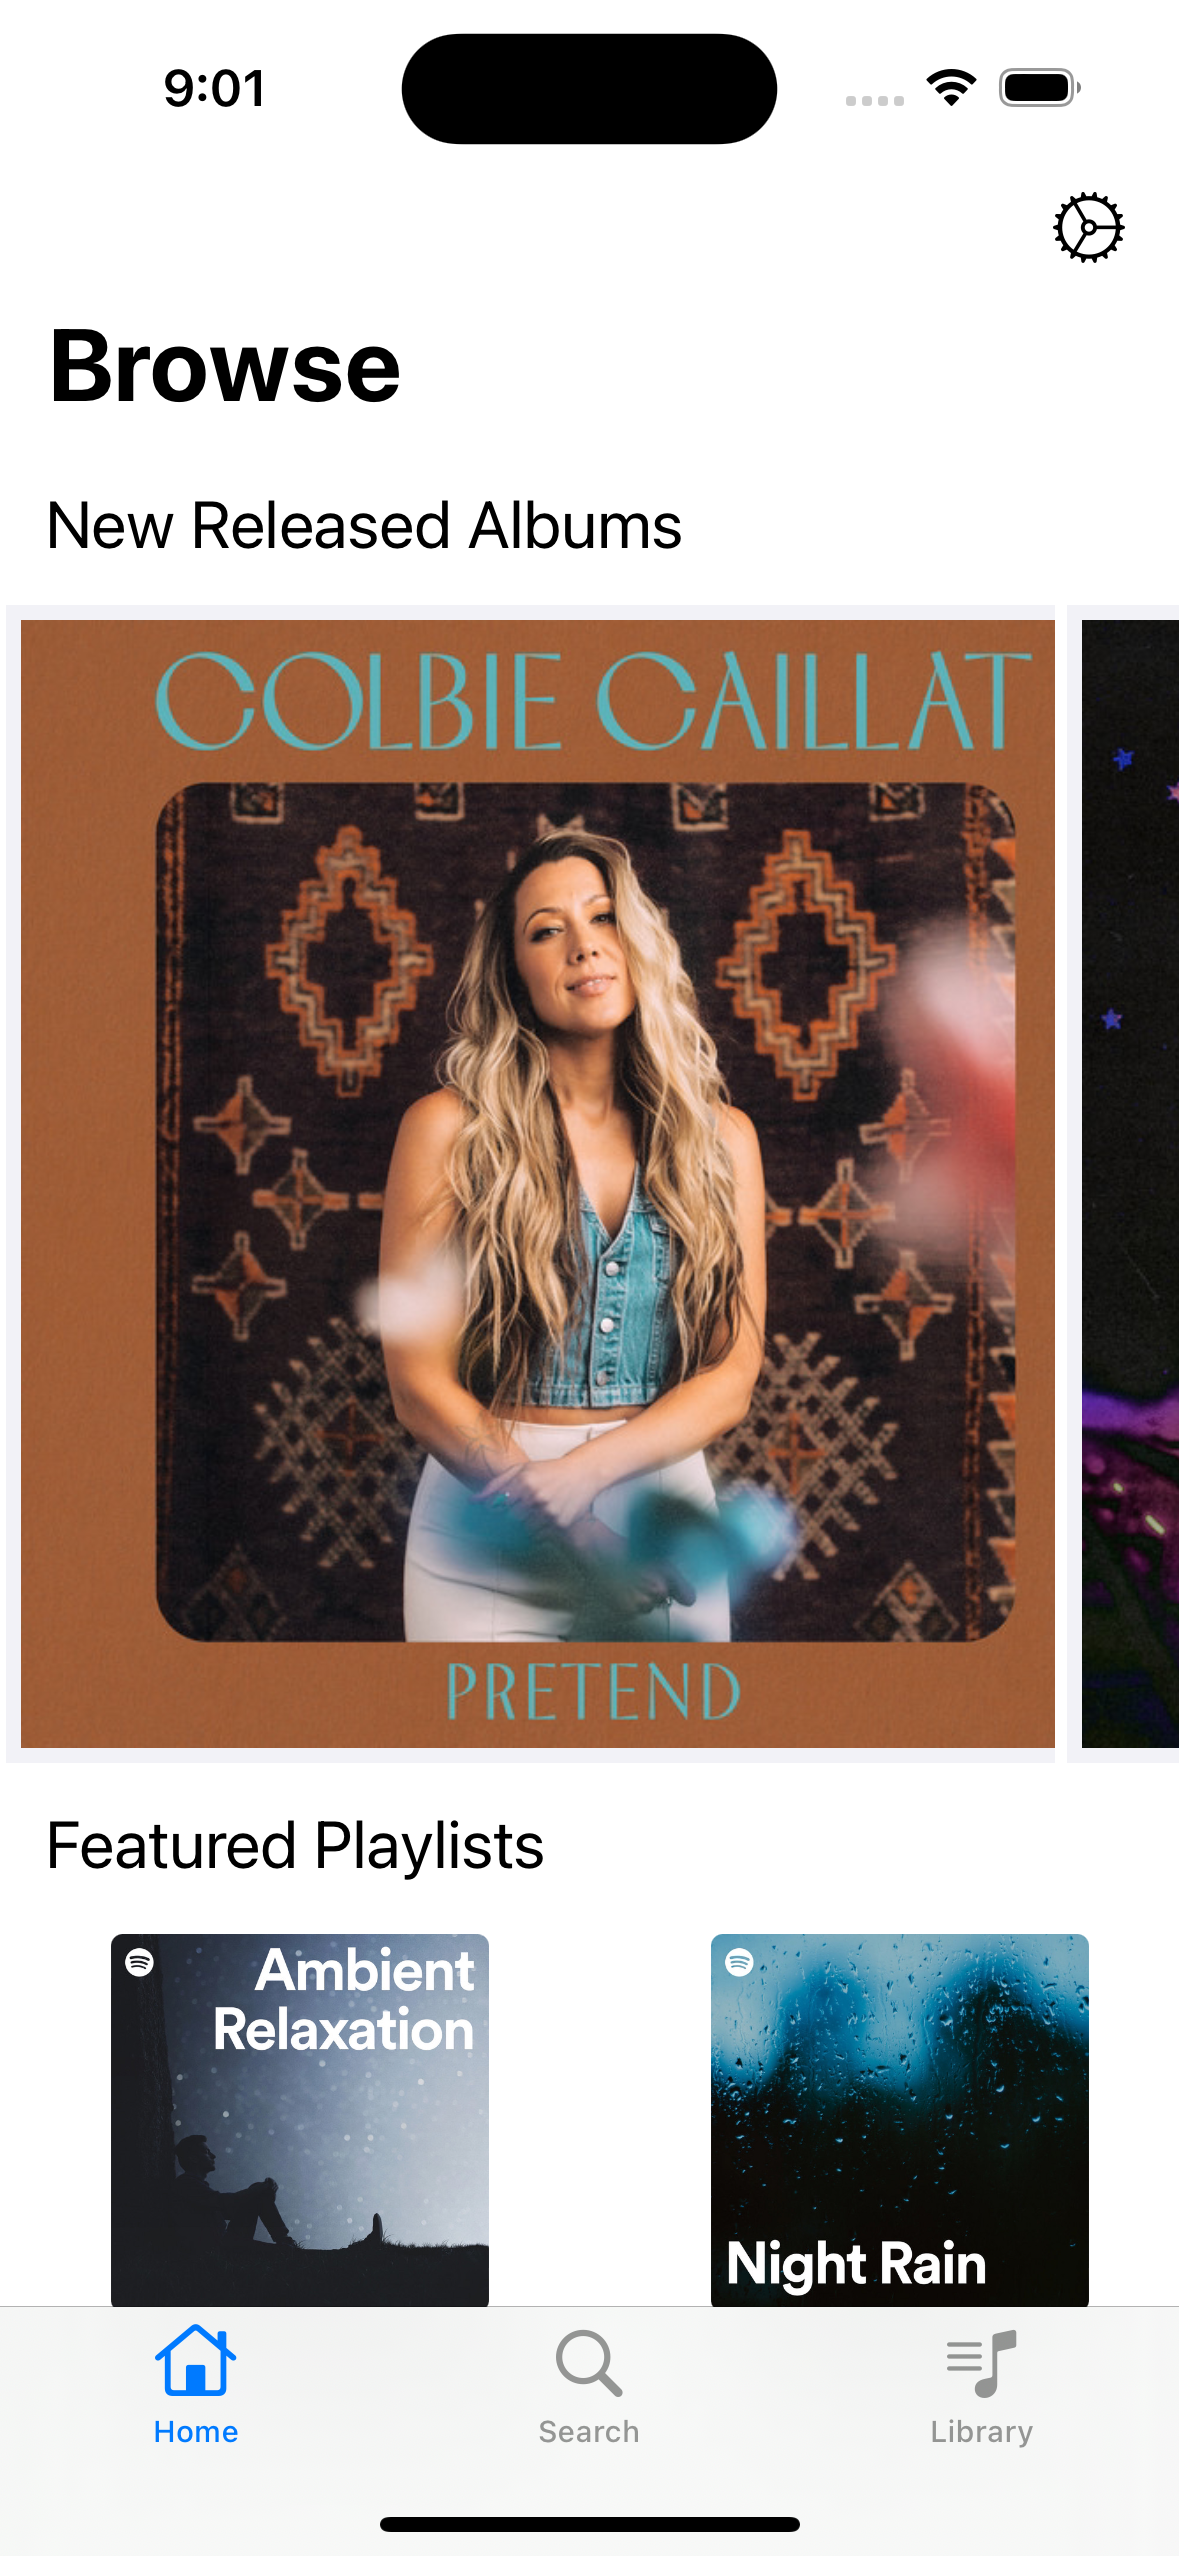 9:01
Browse
New Released Albums
COLBIE CAILLAT
PRETEND
Featured Playlists
Ambient
Relaxation
Night Rain
Home
Search
Library